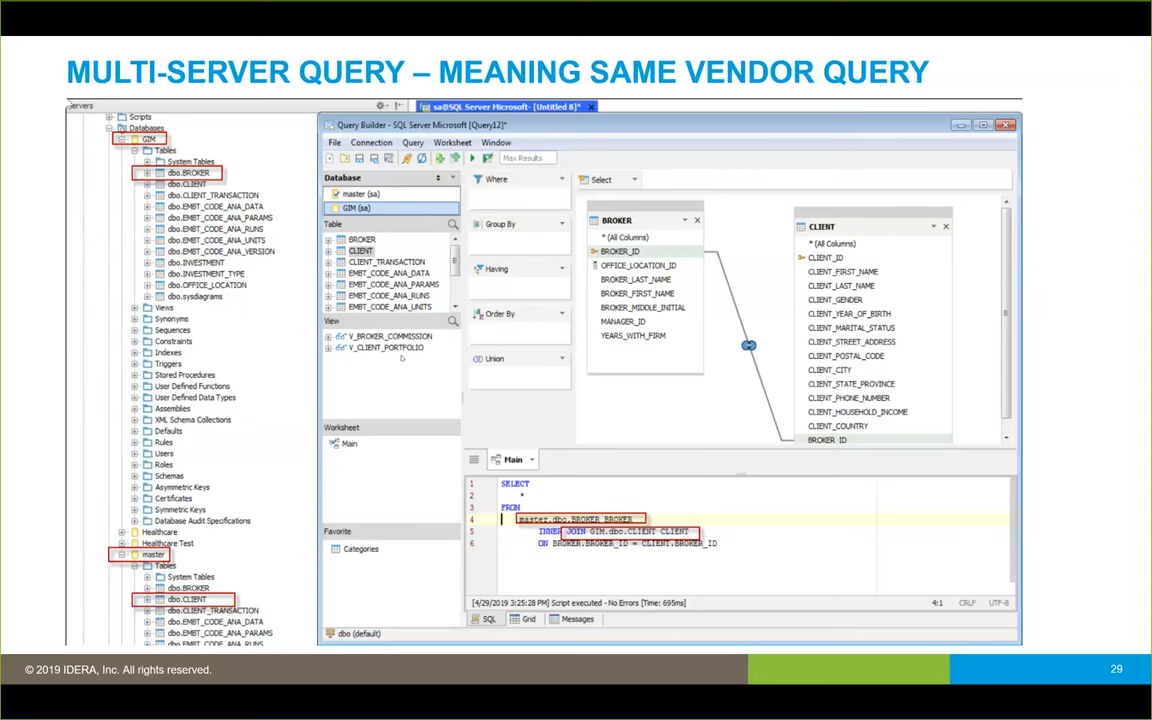 MULTI-SERVER QUERY – MEANING SAME VENDOR QUERY
ervers
Scripts
Databases
GIM
Tables
System Tables
dbo.BROKER
dbo.CLIENT
dbo.CLIENT_TRANSACTION
dbo.EMBT_CODE_ANA_DATA
dbo.EMBT_CODE_ANA_PARAMS
dbo.EMBT_CODE_ANA_RUNS
dbo.EMBT_CODE_ANA_UNITS
dbo.EMBT_CODE_ANA_VERSION
dbo.INVESTMENT
dbo.INVESTMENT_TYPE
dbo.OFFICE_LOCATION
dbo.sysdiagrams
Views
Synonyms
Sequences
Constraints
Indexes
Triggers
Stored Procedures
User Defined Functions
User Defined Data Types
Assemblies
XML Schema Collections
Defaults
Rules
Users
Roles
Schemas
Asymmetric Keys
Certificates
Symmetric Keys
Database Audit Specifications
Healthcare
Healthcare Test
master
Tables
System Tables
dbo.BROKER
dbo.CLIENT
dbo.CLIENT_TRANSACTION
dbo.EMBT_CODE_ANA_DATA
dbo.EMBT_CODE_ANA_PARAMS
dbo.EMBT_CODE_ANA_RUNS
sa@SQL Server Microsoft- [Untitled 8]*
Query Builder - SQL Server Microsoft [Query12]*
File Connection Query Worksheet Window
Max Results
Database
master (sa)
GIM (sa)
Table
BROKER
CLIENT
CLIENT_TRANSACTION
EMBT_CODE_ANA_DATA
EMBT_CODE_ANA_PARAMS
EMBT_CODE_ANA_RUNS
EMBT_CODE_ANA_UNITS
View
V_BROKER_COMMISSION
V_CLIENT_PORTFOLIO
Worksheet
Main
Favorite
Categories
Where
Group By
Having
Order By
Union
Select
BROKER
* (All Columns)
BROKER_ID
OFFICE_LOCATION_ID
BROKER_LAST_NAME
BROKER_FIRST_NAME
BROKER_MIDDLE_INITIAL
MANAGER_ID
YEARS_WITH_FIRM
CLIENT
* (All Columns)
CLIENT_ID
CLIENT_FIRST_NAME
CLIENT_LAST_NAME
CLIENT_GENDER
CLIENT_YEAR_OF_BIRTH
CLIENT_MARITAL_STATUS
CLIENT_STREET_ADDRESS
CLIENT_POSTAL_CODE
CLIENT_CITY
CLIENT_STATE_PROVINCE
CLIENT_PHONE_NUMBER
CLIENT_HOUSEHOLD_INCOME
CLIENT_COUNTRY
BROKER_ID
Main
1 SELECT
2 *
3 FROM
4 master.dbo.BROKER BROKER
5 INNER JOIN GIM.dbo.CLIENT CLIENT
6 ON BROKER.BROKER_ID = CLIENT.BROKER_ID
[4/29/2019 3:25:28 PM] Script executed - No Errors [Time: 695ms] 4:1 CRLF UTF-8
SQL Grid Messages
dbo (default)
© 2019 IDERA, Inc. All rights reserved.
29